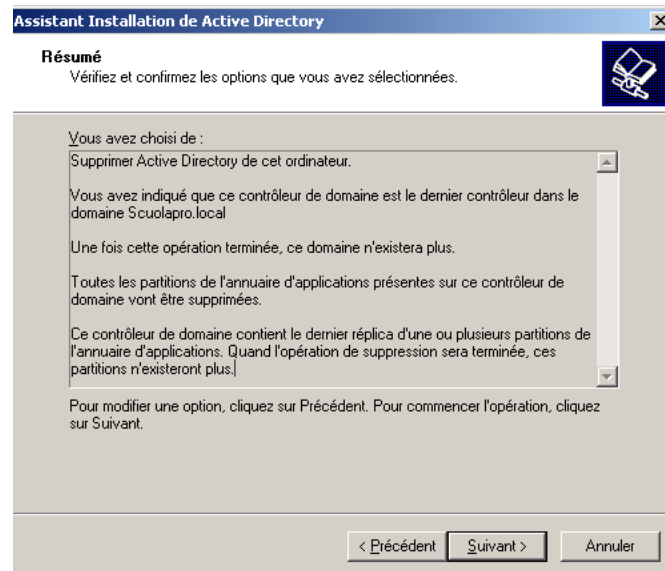 Assistant Installation de Active Directory
Résumé
Vérifiez et confirmez les options que vous avez sélectionnées.
Vous avez choisi de :
Supprimer Active Directory de cet ordinateur.
Vous avez indiqué que ce contrôleur de domaine est le dernier contrôleur dans le
domaine Scuolapro.local
Une fois cette opération terminée, ce domaine n'existera plus.
Toutes les partitions de l'annuaire d'applications présentes sur ce contrôleur de
domaine vont être supprimées.
Ce contrôleur de domaine contient le dernier réplica d'une ou plusieurs partitions de
l'annuaire d'applications. Quand l'opération de suppression sera terminée, ces
partitions n'existeront plus.
Pour modifier une option, cliquez sur Précédent. Pour commencer l'opération, cliquez
sur Suivant.
< Précédent Suivant > Annuler